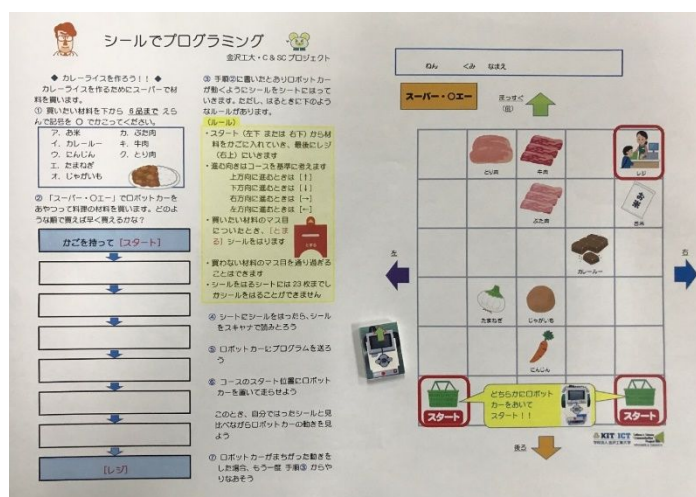 シールでプログラミング
金沢工大・C&SCプロジェクト
◆ カレーライスを作ろう!! ◆
カレーライスを作るためにスーパーで材
料を買います。
① 買いたい材料を下から 6品まで えら
んで記号を ○ でかこってください。
ア. お米
カ. ぶた肉
イ. カレールー
キ. 牛肉
ウ. にんじん
ク. とり肉
エ. たまねぎ
オ. じゃがいも
② 「スーパー・○エー」でロボットカーを
あやつって料理の材料を買います。どのよ
うな順で買えば早く買えるかな?
かごを持って [スタート]
[レジ]
③ 手順②に書いたとおりロボットカー
が動くようにシールをシートにはって
いきます。ただし、はるときに下のよう
なルールがあります。
(ルール)
・スタート(左下 または 右下)から材
料をかごに入れていき、最後にレジ
(右上)にいきます
・進む向きはコースを基準に考えます
上方向に進むときは [↑]
下方向に進むときは [↓]
右方向に進むときは [→]
左方向に進むときは [←]
・買いたい材料のマス目
についたとき、[とま
る] シールをはります
・買わない材料のマス目を通り過ぎる
ことはできます
・シールをはるシートには 23 枚までし
かシールをはることができません
④ シートにシールをはったら、シール
をスキャナで読みとろう
⑤ ロボットカーにプログラムを送ろ
う
⑥ コースのスタート位置にロボット
カーを置いて走らせよう
このとき、自分ではったシールと見
比べながらロボットカーの動きを見
よう
⑦ ロボットカーがまちがった動きを
した場合、もう一度 手順③ からや
りなおそう
ねん くみ なまえ
スーパー・○エー
まっすぐ
(前)
とり肉
牛肉
レジ
ぶた肉
お米
お米
カレールー
左
右
たまねぎ
じゃがいも
にんじん
スタート
どちらかにロボット
カーをおいて
スタート!!
スタート
後ろ
KIT ICT